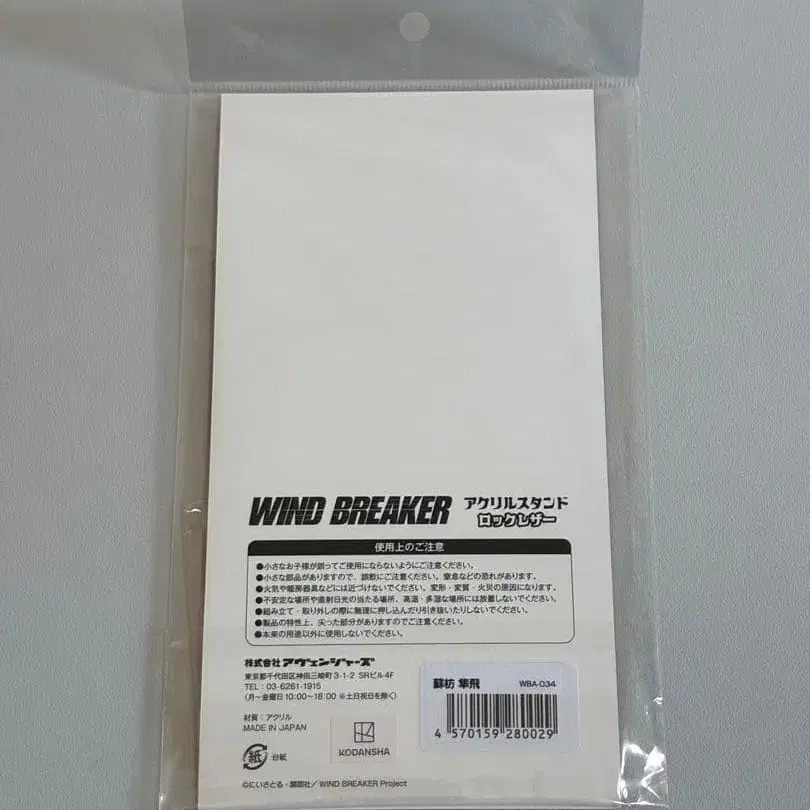 WIND BREAKER アクリルスタンド
ロックレザー
使用上のご注意
●小さなお子様が誤ってご使用にならないようにご注意ください。
●小さな部品がありますので、誤飲にご注意ください。窒息などの恐れがあります。
●火気や暖房器具などには近づけないでください。変形・変質・火災の原因になります。
●不安定な場所や直射日光の当たる場所、高温・多湿な場所には放置しないでください。
●組み立て・取り外しの際に無理に押し込んだり引き抜いたりしないでください。
●製品の特性上、尖った部分がありますのでご注意ください。
●本来の用途以外に使用しないでください。
株式会社アヴェンジャーズ
東京都千代田区神田三崎町3-1-2 SRビル4F
TEL：03-6261-1915
(月〜金曜日10:00〜18:00 ※土日祝日を除く)
材質：アクリル
MADE IN JAPAN
紙 台紙
KODANSHA
蘇枋 隼飛 WBA-034
4 570159 280029
©にいさとる・講談社／WIND BREAKER Project